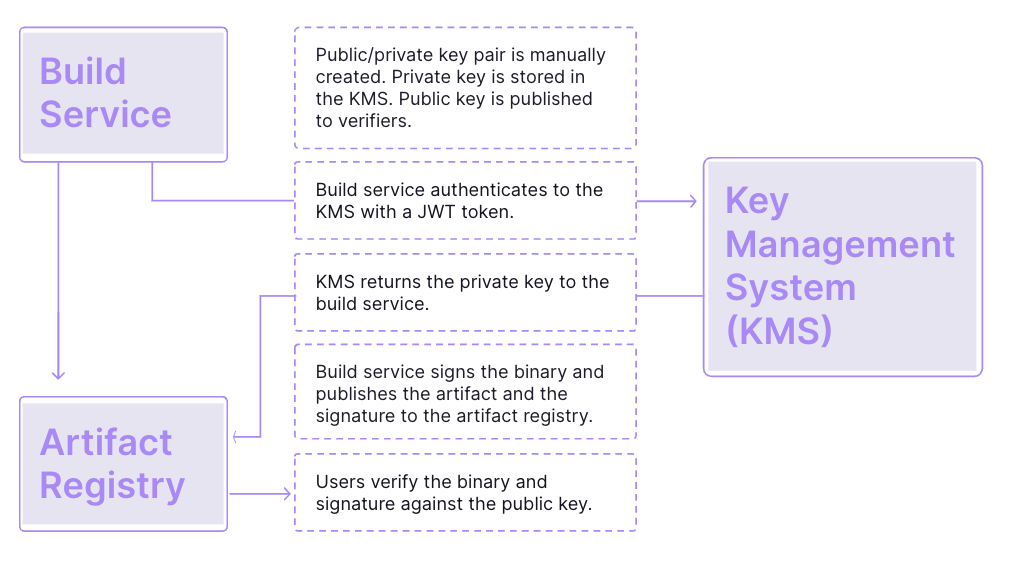 Build
Service
Public/private key pair is manually
created. Private key is stored in
the KMS. Public key is published
to verifiers.
Build service authenticates to the
KMS with a JWT token.
Key
Management
System
(KMS)
KMS returns the private key to the
build service.
Build service signs the binary and
publishes the artifact and the
signature to the artifact registry.
Artifact
Registry
Users verify the binary and
signature against the public key.